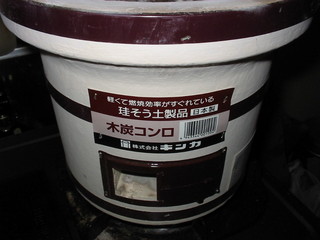 軽くて燃焼効率がすぐれている
珪そう土製品 日本製
木炭コンロ
株式会社 キンカ